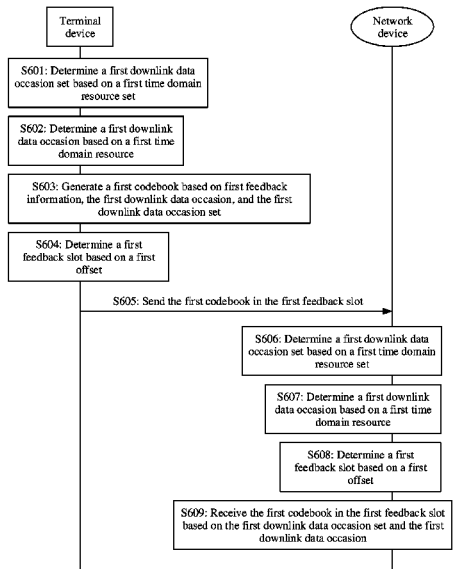 Terminal
device
Network
device
S601: Determine a first downlink data
occasion set based on a first time domain
resource set
S602: Determine a first downlink
data occasion based on a first time
domain resource
S603: Generate a first codebook based on first feedback
information, the first downlink data occasion, and the first
downlink data occasion set
S604: Determine a first
feedback slot based on a first
offset
S605: Send the first codebook in the first feedback slot
S606: Determine a first downlink data
occasion set based on a first time domain
resource set
S607: Determine a first downlink
data occasion based on a first time
domain resource
S608: Determine a first
feedback slot based on a first
offset
S609: Receive the first codebook in the first feedback slot
based on the first downlink data occasion set and the first
downlink data occasion